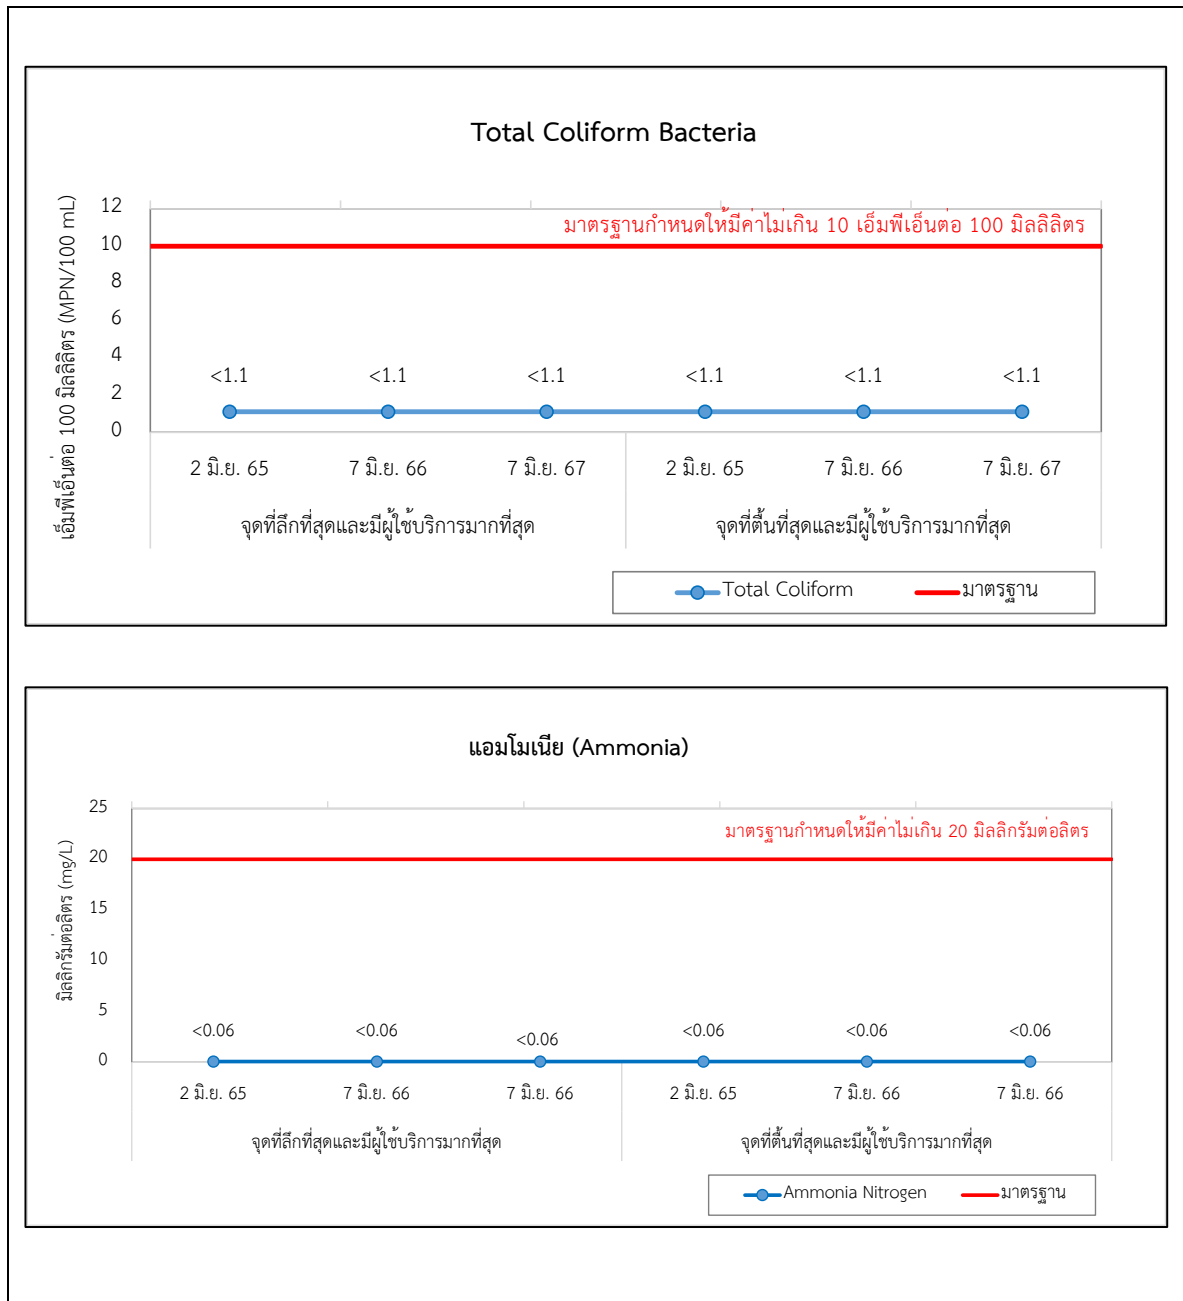 Total Coliform Bacteria
เอ็มพีเอ็นต่อ 100 มิลลิลิตร (MPN/100 mL)
12
10
8
6
4
2
0
มาตรฐานกำหนดให้มีค่าไม่เกิน 10 เอ็มพีเอ็นต่อ 100 มิลลิลิตร
<1.1 <1.1 <1.1 <1.1 <1.1 <1.1
2 มิ.ย. 65 7 มิ.ย. 66 7 มิ.ย. 67 2 มิ.ย. 65 7 มิ.ย. 66 7 มิ.ย. 67
จุดที่ลึกที่สุดและมีผู้ใช้บริการมากที่สุด จุดที่ตื้นที่สุดและมีผู้ใช้บริการมากที่สุด
Total Coliform มาตรฐาน
แอมโมเนีย (Ammonia)
มิลลิกรัมต่อลิตร (mg/L)
25
20
15
10
5
0
มาตรฐานกำหนดให้มีค่าไม่เกิน 20 มิลลิกรัมต่อลิตร
<0.06 <0.06 <0.06 <0.06 <0.06 <0.06
2 มิ.ย. 65 7 มิ.ย. 66 7 มิ.ย. 66 2 มิ.ย. 65 7 มิ.ย. 66 7 มิ.ย. 66
จุดที่ลึกที่สุดและมีผู้ใช้บริการมากที่สุด จุดที่ตื้นที่สุดและมีผู้ใช้บริการมากที่สุด
Ammonia Nitrogen มาตรฐาน